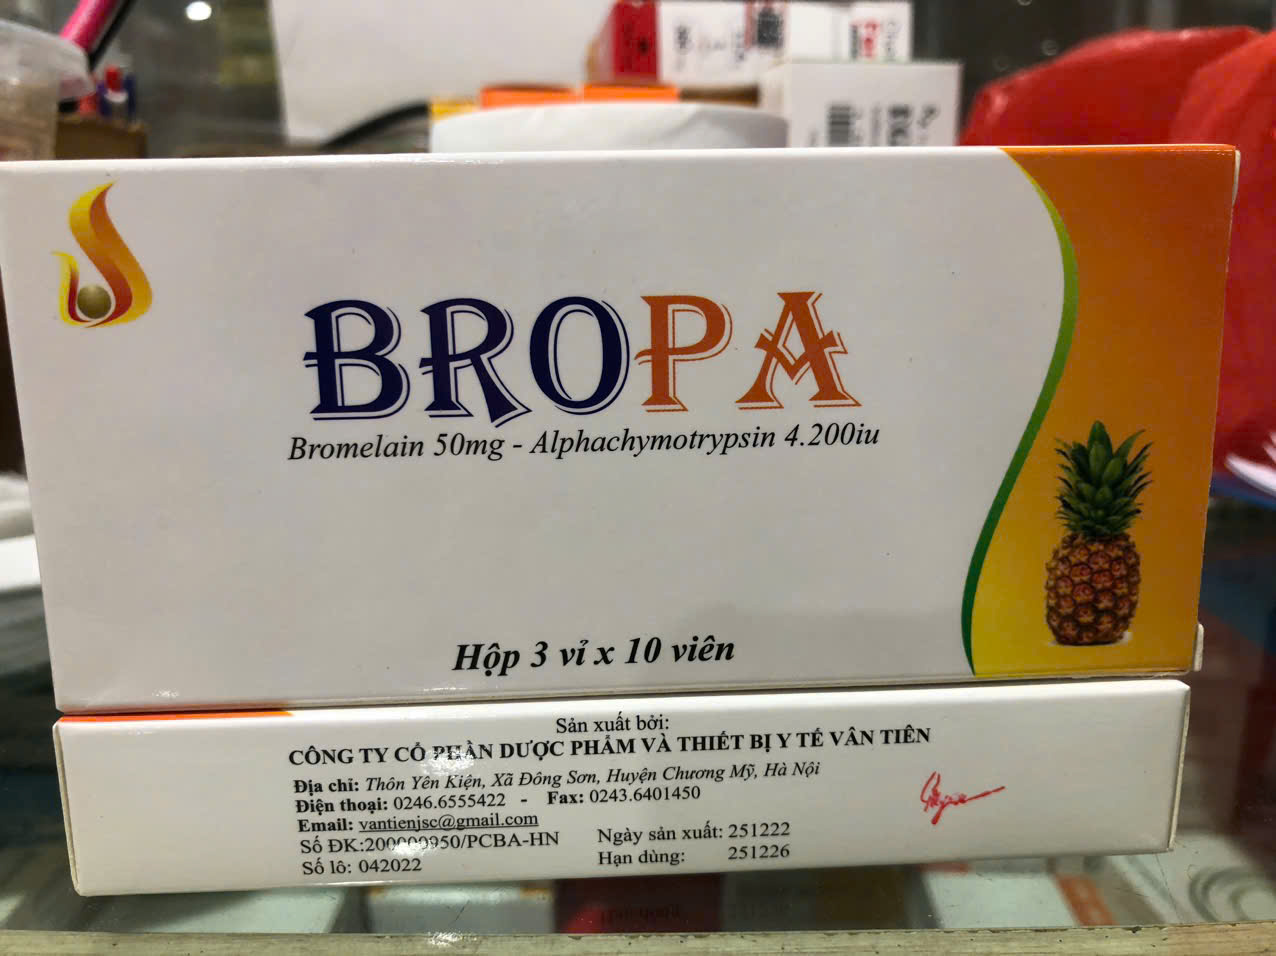 BROPA
Bromelain 50mg - Alphachymotrypsin 4.200iu
Hộp 3 vỉ x 10 viên
Sản xuất bởi:
CÔNG TY CỔ PHẦN DƯỢC PHẨM VÀ THIẾT BỊ Y TẾ VÂN TIÊN
Địa chỉ: Thôn Yên Kiện, Xã Đông Sơn, Huyện Chương Mỹ, Hà Nội
Điện thoại: 0246.6555422 - Fax: 0243.6401450
Email: vantienjsc@gmail.com
Số ĐK:200000950/PCBA-HN Ngày sản xuất: 251222
Số lô: 042022 Hạn dùng: 251226